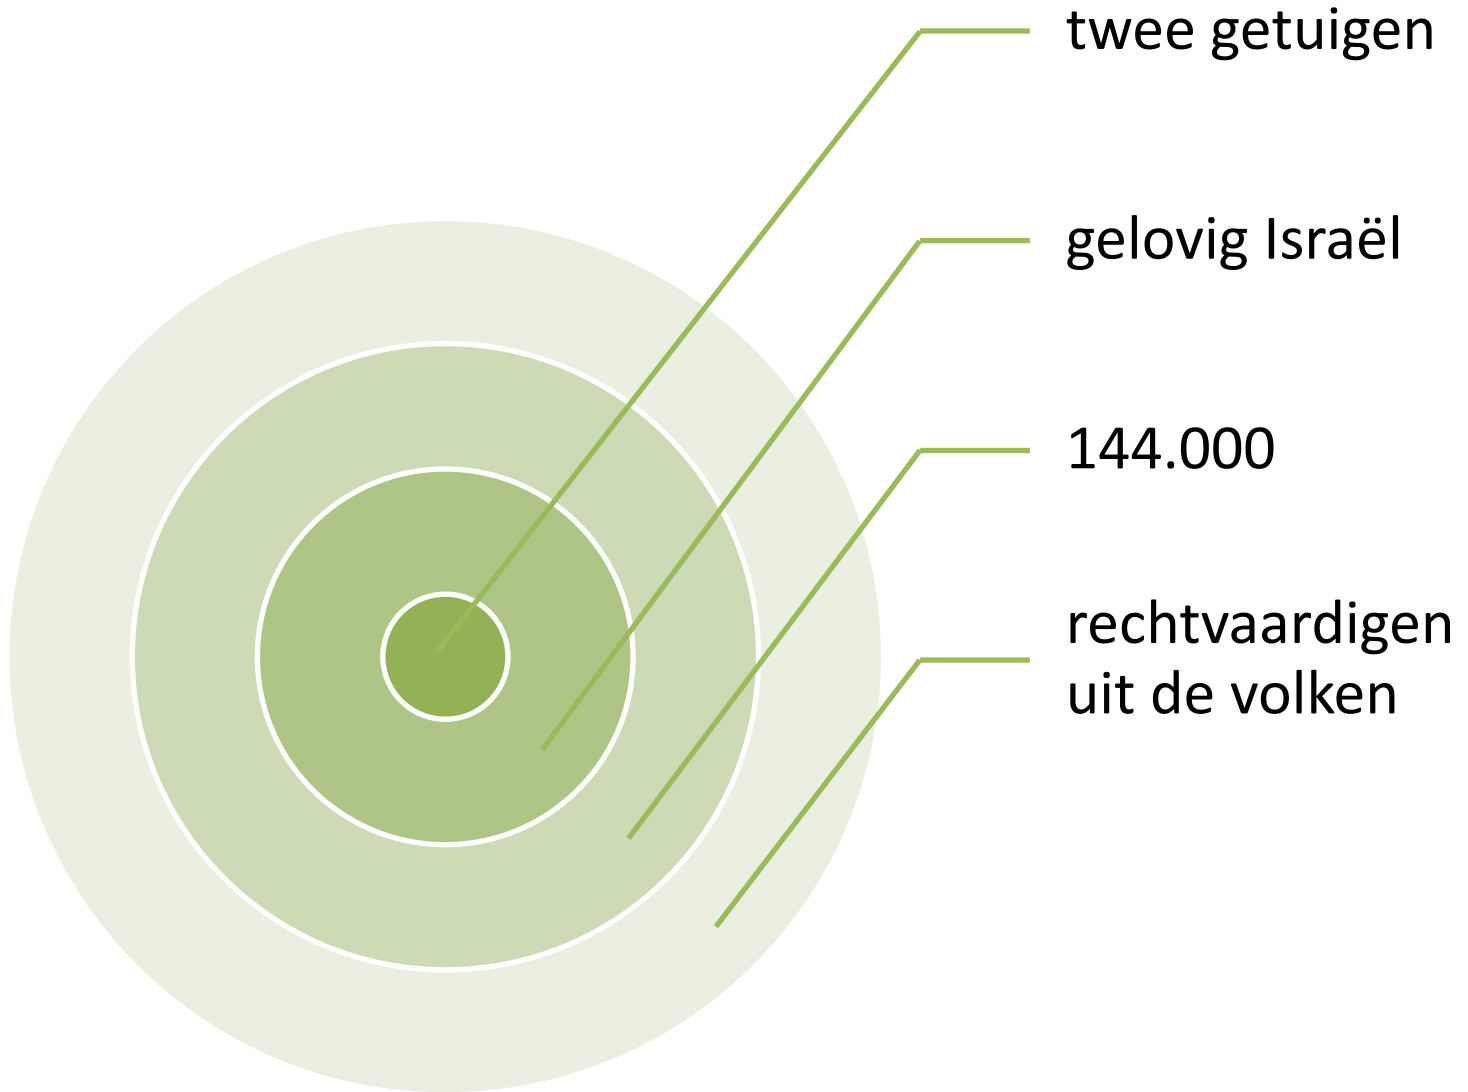 twee getuigen
gelovig Israël
144.000
rechtvaardigen
uit de volken